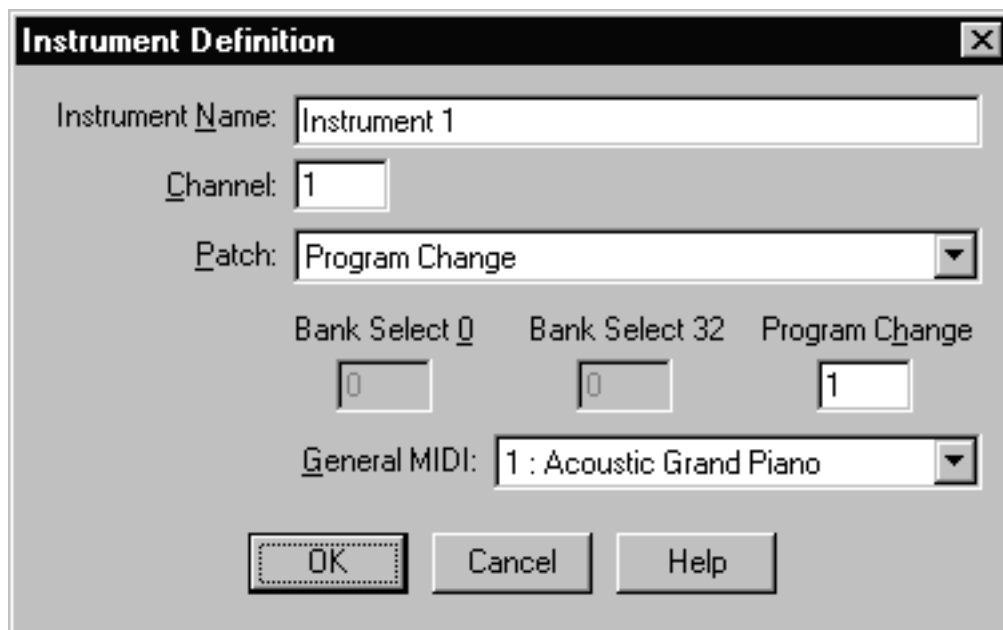 Instrument Definition
Instrument Name: Instrument 1
Channel: 1
Patch: Program Change
Bank Select 0 Bank Select 32 Program Change
0 0 1
General MIDI: 1 : Acoustic Grand Piano
OK Cancel Help